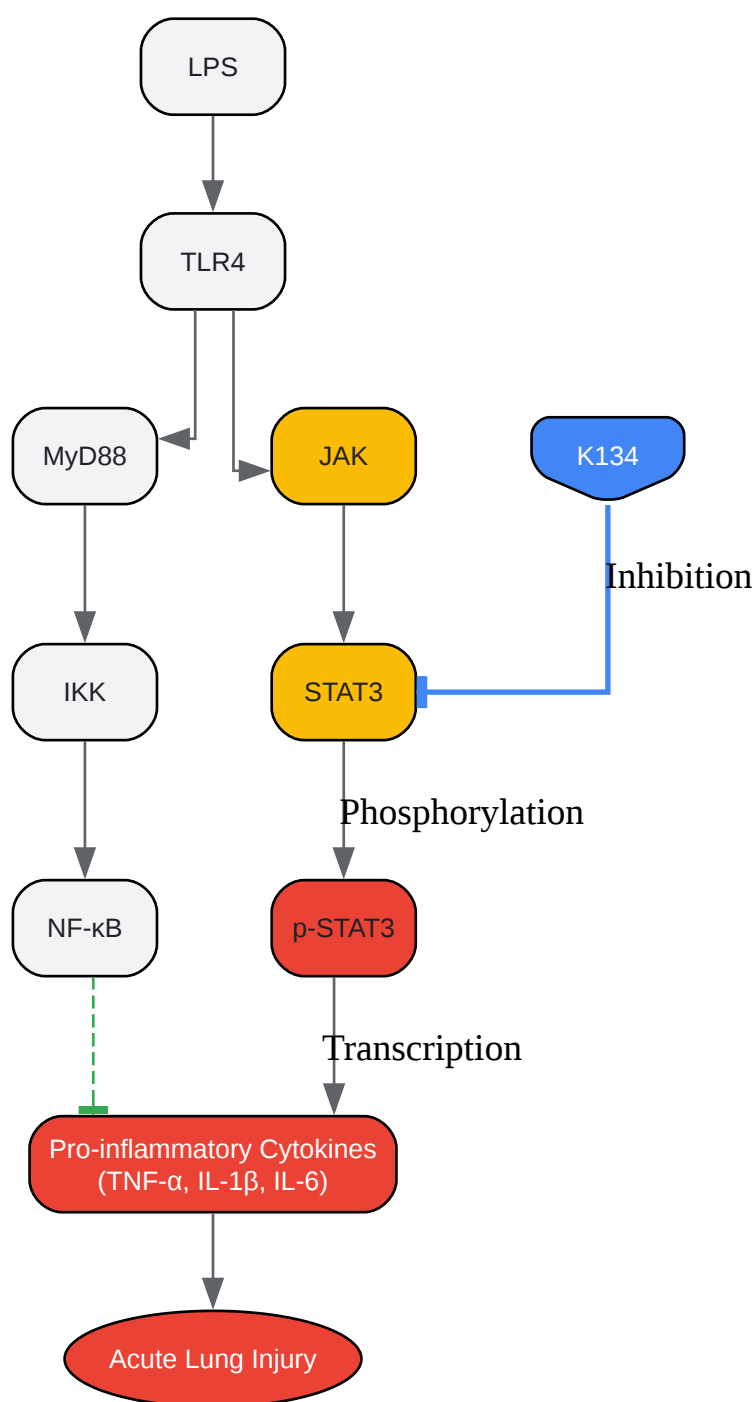 LPS
TLR4
MyD88
JAK
K134
Inhibition
IKK
STAT3
Phosphorylation
NF-κB
p-STAT3
Transcription
Pro-inflammatory Cytokines
(TNF-α, IL-1β, IL-6)
Acute Lung Injury